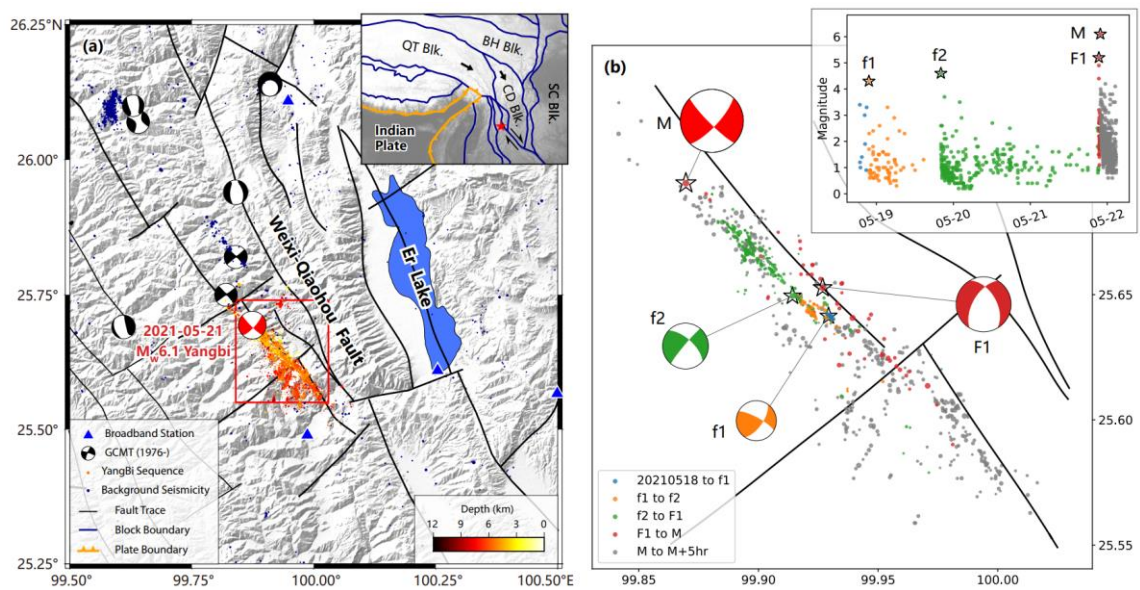 26.25°N
26.00°
25.75°
25.50°
25.25°
99.50°
99.75°
100.00°
100.25°
100.50°E
(a)
QT Blk.
BH Blk.
CD Blk.
SC Blk.
Indian
Plate
Weixi-Qiaohou Fault
Er Lake
2021-05-21
Mw6.1 Yangbi
Broadband Station
GCMT (1976-)
YangBi Sequence
Background Seismicity
Fault Trace
Block Boundary
Plate Boundary
Depth (km)
12 9 6 3 0
(b)
M
f2
f1
F1
20210518 to f1
f1 to f2
f2 to F1
F1 to M
M to M+5hr
99.85
99.90
99.95
100.00
25.65
25.60
25.55
Magnitude
6
5
4
3
2
1
0
f1
f2
M
F1
05-19
05-20
05-21
05-22